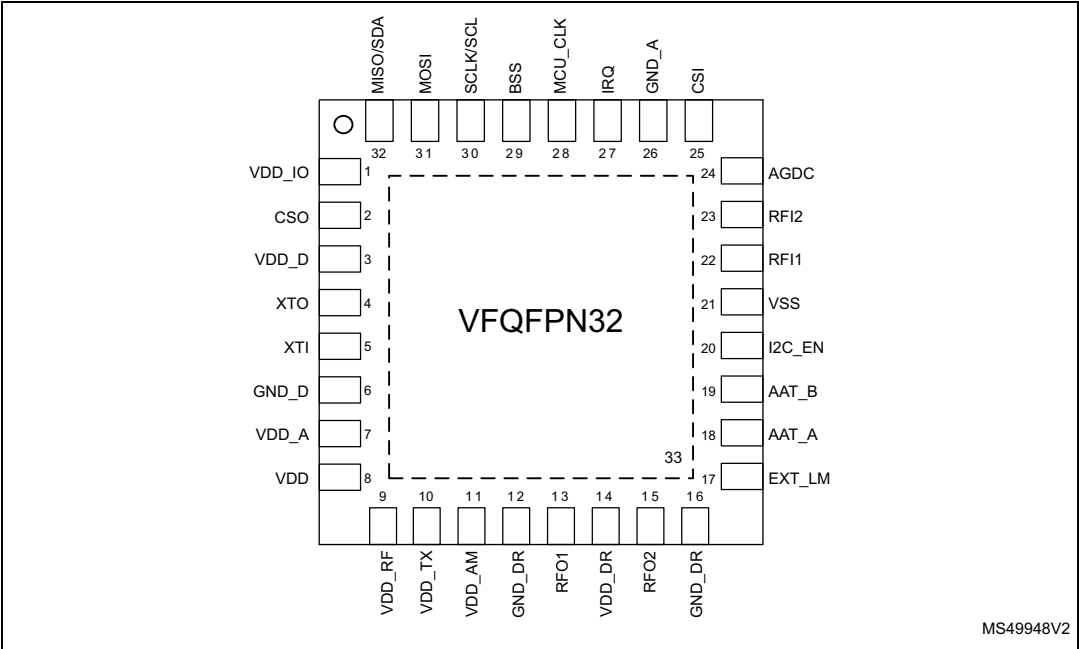 MISO/SDA
MOSI
SCLK/SCL
BSS
MCU_CLK
IRQ
GND_A
CSI
32 31 30 29 28 27 26 25
VDD_IO 1
CSO 2
VDD_D 3
XTO 4
XTI 5
GND_D 6
VDD_A 7
VDD 8
VFQFPN32
33
24 AGDC
23 RFI2
22 RFI1
21 VSS
20 I2C_EN
19 AAT_B
18 AAT_A
17 EXT_LM
9 10 11 12 13 14 15 16
VDD_RF
VDD_TX
VDD_AM
GND_DR
RFO1
VDD_DR
RFO2
GND_DR
MS49948V2